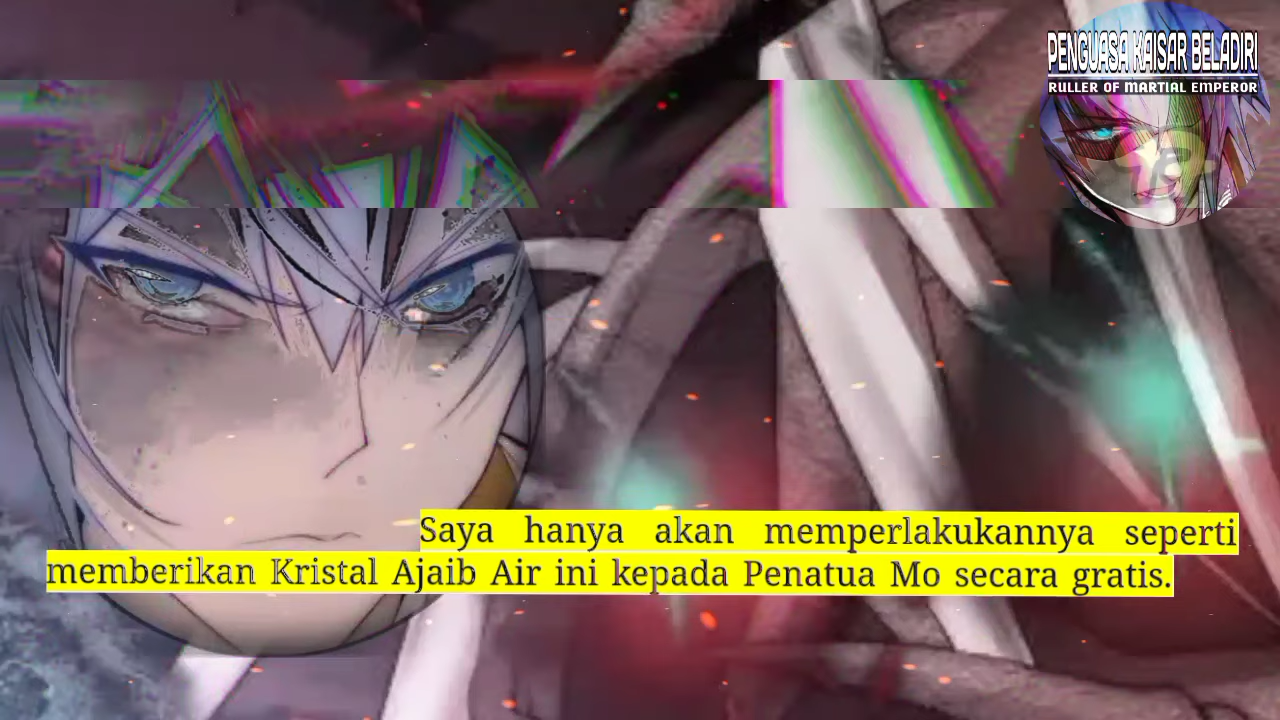 PENGUASA KAISAR BELADIRI
RULLER OF MARTIAL EMPEROR
Saya hanya akan memperlakukannya seperti
memberikan Kristal Ajaib Air ini kepada Penatua Mo secara gratis.